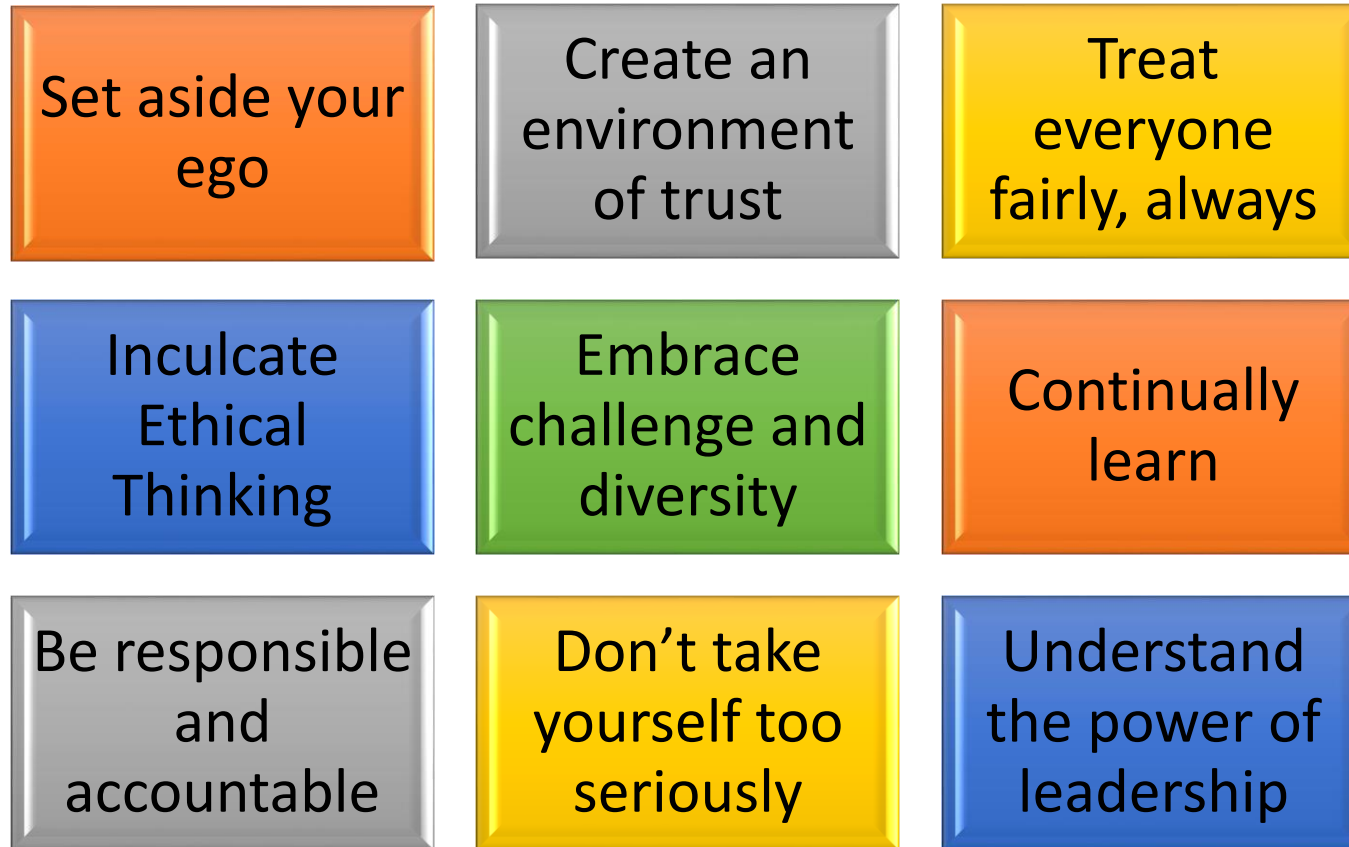 Set aside your
ego
Create an
environment
of trust
Treat
everyone
fairly, always
Inculcate
Ethical
Thinking
Embrace
challenge and
diversity
Continually
learn
Be responsible
and
accountable
Don’t take
yourself too
seriously
Understand
the power of
leadership